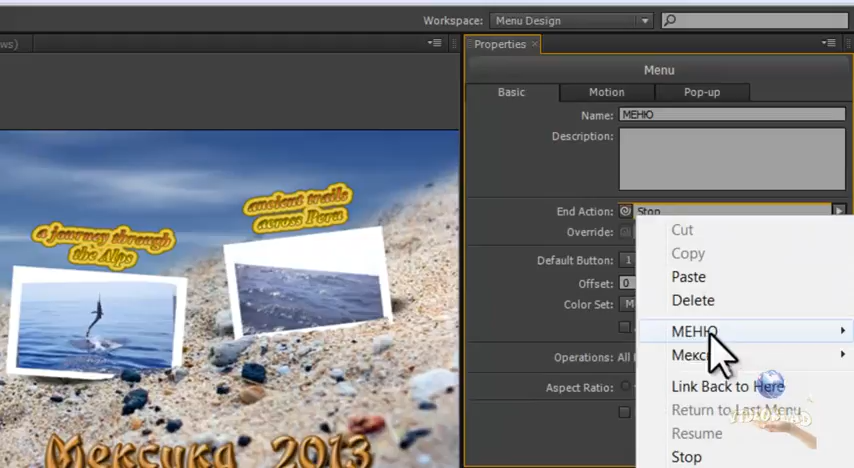 Workspace: Menu Design
ws)
Properties
Menu
Basic Motion Pop-up
Name: МЕНЮ
Description:
End Action: Stop
Override:
Default Button: 1
Offset: 0
Color Set: M
Operations: All
Aspect Ratio:
Cut
Copy
Paste
Delete
МЕНЮ
Мекс
Link Back to Here
Return to Last Menu
Resume
Stop
a journey through
the Alps
ancient trails
across Peru
Мексика 2013